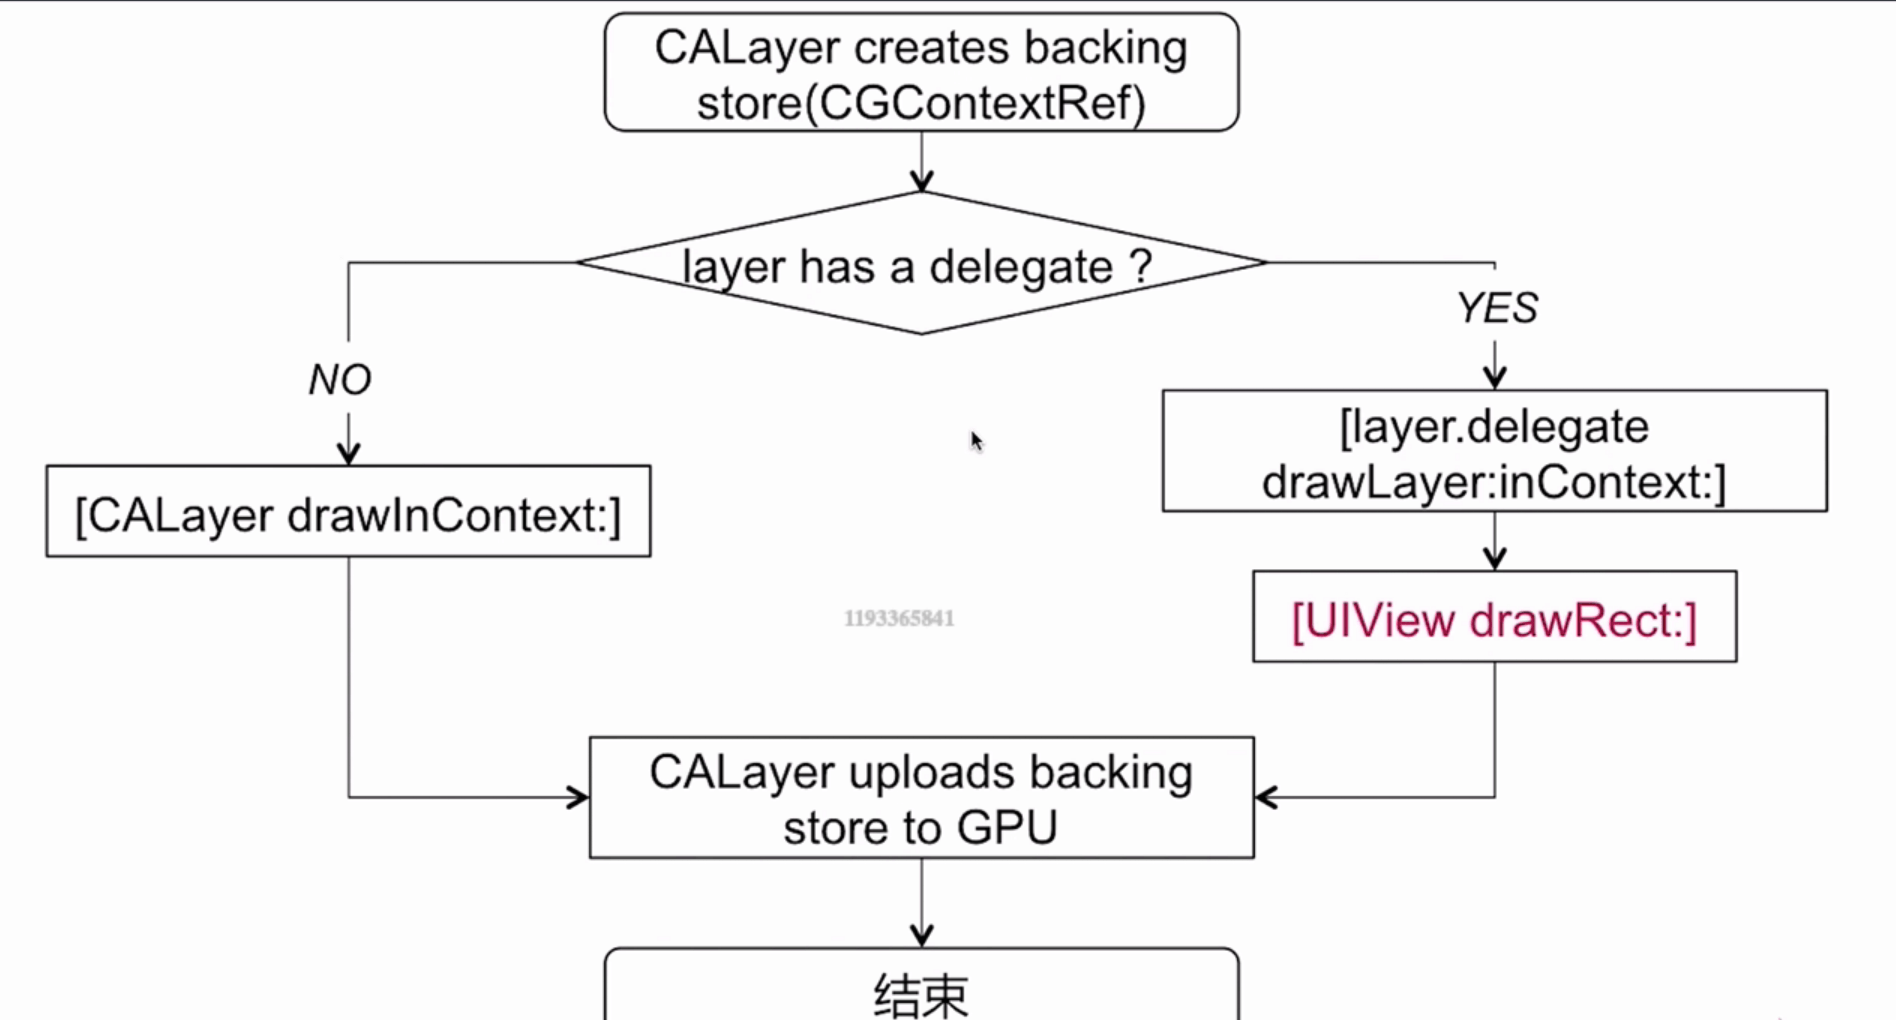 CALayer creates backing
store(CGContextRef)
layer has a delegate ?
YES
NO
[layer.delegate
drawLayer:inContext:]
[CALayer drawInContext:]
[UIView drawRect:]
1193365841
CALayer uploads backing
store to GPU
结束